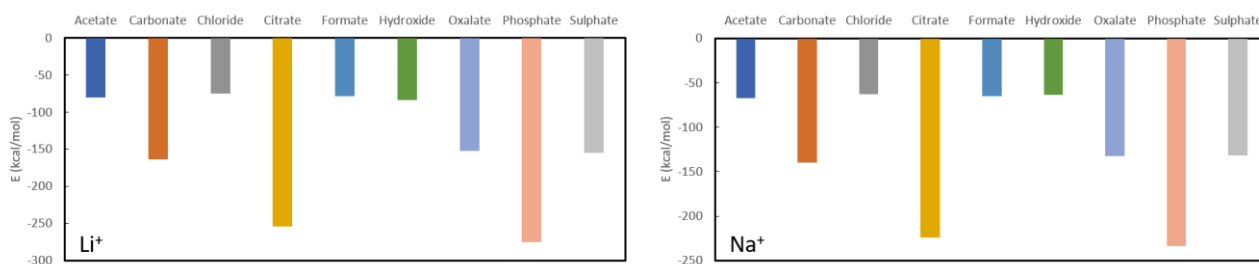 Acetate Carbonate Chloride Citrate Formate Hydroxide Oxalate Phosphate Sulphate
0
-50
-100
-150
-200
-250
-300
E (kcal/mol)
Li⁺
Acetate Carbonate Chloride Citrate Formate Hydroxide Oxalate Phosphate Sulphate
0
-50
-100
-150
-200
-250
E (kcal/mol)
Na⁺